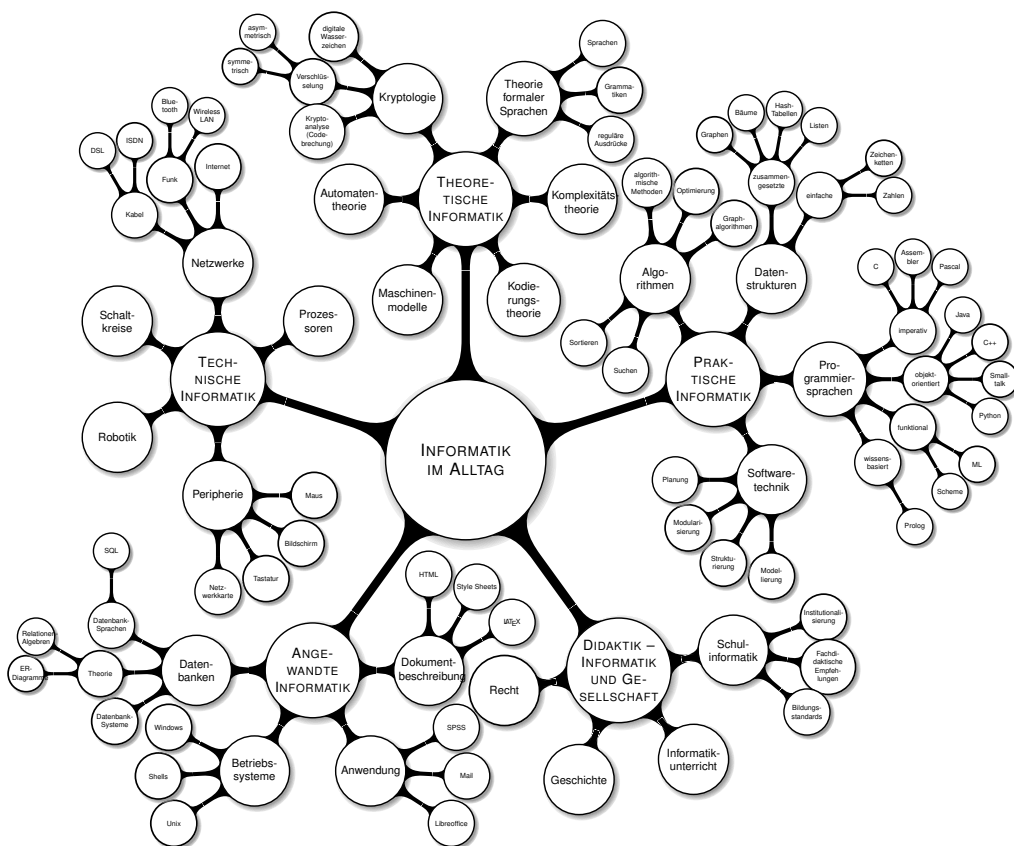 INFORMATIK
IM ALLTAG
THEORE-
TISCHE
INFORMATIK
Kryptologie
digitale
Wasser-
zeichen
Verschlüs-
selung
asym-
metrisch
symme-
trisch
Krypto-
analyse
(Code-
brechung)
Theorie
formaler
Sprachen
Sprachen
Gramma-
tiken
reguläre
Ausdrücke
Automaten-
theorie
Komplexitäts-
theorie
Maschinen-
modelle
Kodie-
rungs-
theorie
TECH-
NISCHE
INFORMATIK
Netzwerke
Kabel
DSL
ISDN
Funk
Blue-
tooth
Wireless
LAN
Internet
Schalt-
kreise
Prozes-
soren
Robotik
Peripherie
Maus
Bildschirm
Tastatur
Netz-
werkkarte
PRAK-
TISCHE
INFORMATIK
Algo-
rithmen
algorith-
mische
Methoden
Optimierung
Graph-
algorithmen
Sortieren
Suchen
Daten-
strukturen
zusammen-
gesetzte
Graphen
Bäume
Hash-
Tabellen
Listen
einfache
Zeichen-
ketten
Zahlen
Pro-
grammier-
sprachen
imperativ
C
Assem-
bler
Pascal
objekt-
orientiert
Java
C++
Small-
talk
Python
funktional
ML
Scheme
wissens-
basiert
Prolog
Software-
technik
Planung
Modulari-
sierung
Struktu-
rierung
Model-
lierung
ANGE-
WANDTE
INFORMATIK
Daten-
banken
Datenbank-
Sprachen
SQL
Theorie
Relationen-
Algebren
ER-
Diagramme
Datenbank-
Systeme
Betriebs-
systeme
Windows
Shells
Unix
Anwendung
SPSS
Mail
Libreoffice
Dokument-
beschreibung
HTML
Style Sheets
LATEX
DIDAKTIK –
INFORMATIK
UND GE-
SELLSCHAFT
Recht
Geschichte
Informatik-
unterricht
Schul-
informatik
Institutionali-
sierung
Fach-
didaktische
Empfeh-
lungen
Bildungs-
standards